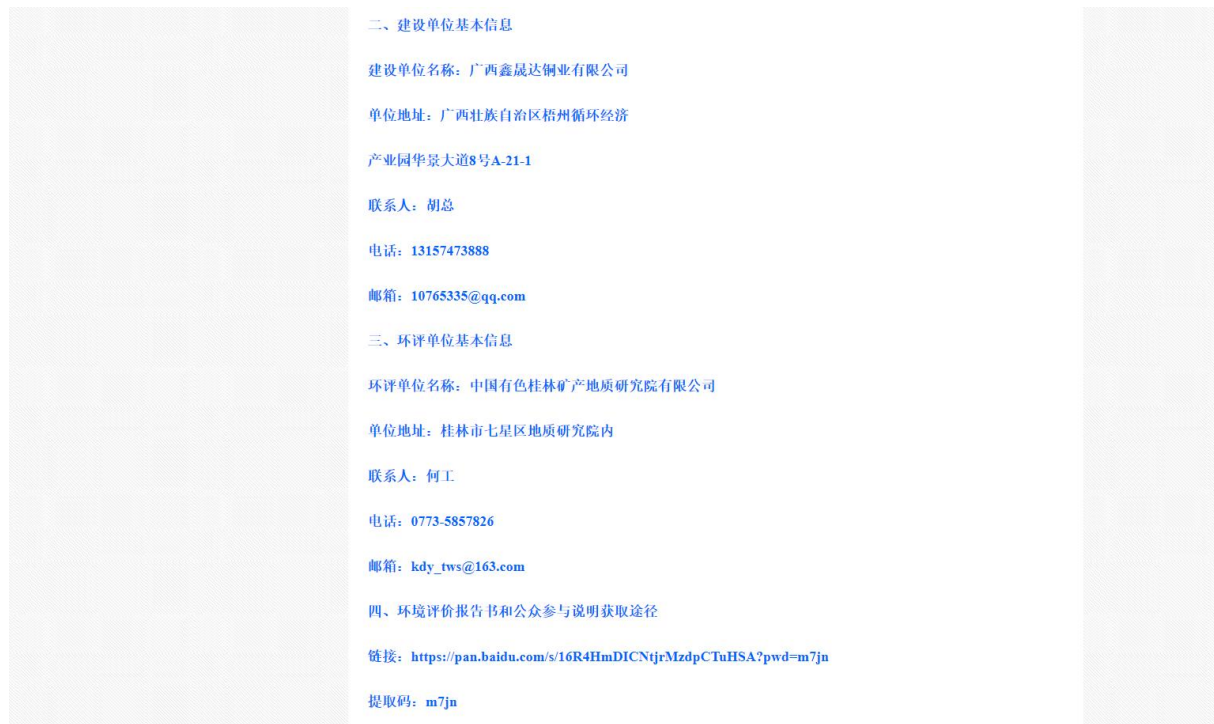 二、建设单位基本信息
建设单位名称：广西鑫晟达铜业有限公司
单位地址：广西壮族自治区梧州循环经济
产业园华景大道8号A-21-1
联系人：胡总
电话：13157473888
邮箱：10765335@qq.com
三、环评单位基本信息
环评单位名称：中国有色桂林矿产地质研究院有限公司
单位地址：桂林市七星区地质研究院内
联系人：何工
电话：0773-5857826
邮箱：kdy_tws@163.com
四、环境评价报告书和公众参与说明获取途径
链接：https://pan.baidu.com/s/16R4HmDICNtjrMzdpCTuHSA?pwd=m7jn
提取码：m7jn